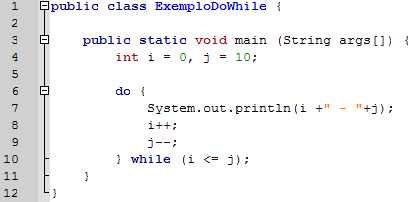 1 public class ExemploDoWhile {
2
3 public static void main (String args[]) {
4 int i = 0, j = 10;
5
6 do {
7 System.out.println(i +" - "+j);
8 i++;
9 j--;
10 } while (i <= j);
11 }
12 }